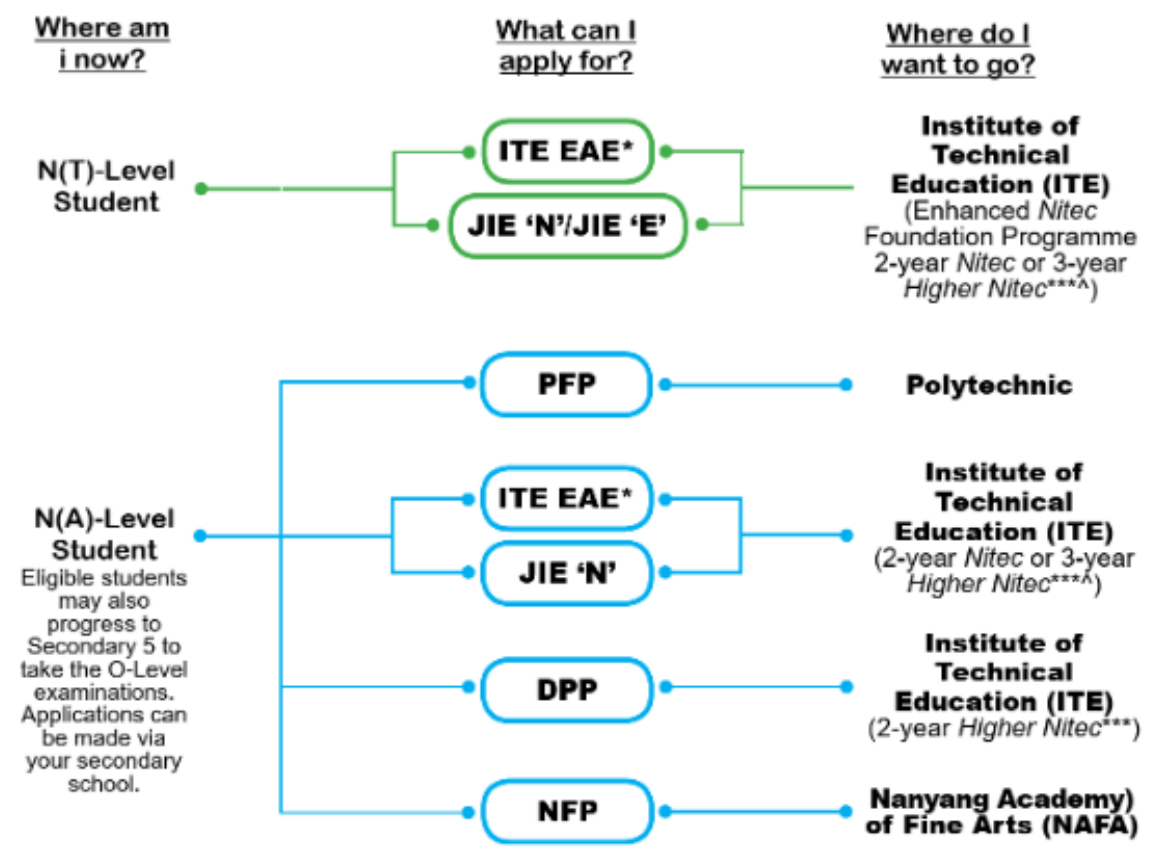 Where am
i now?
What can I
apply for?
Where do I
want to go?
N(T)-Level
Student
ITE EAE*
JIE ‘N’/JIE ‘E’
Institute of
Technical
Education (ITE)
(Enhanced Nitec
Foundation Programme
2-year Nitec or 3-year
Higher Nitec***^)
N(A)-Level
Student
Eligible students
may also
progress to
Secondary 5 to
take the O-Level
examinations.
Applications can
be made via
your secondary
school.
PFP
Polytechnic
ITE EAE*
JIE ‘N’
Institute of
Technical
Education (ITE)
(2-year Nitec or 3-year
Higher Nitec***^)
DPP
Institute of
Technical
Education (ITE)
(2-year Higher Nitec***)
NFP
Nanyang Academy)
of Fine Arts (NAFA)